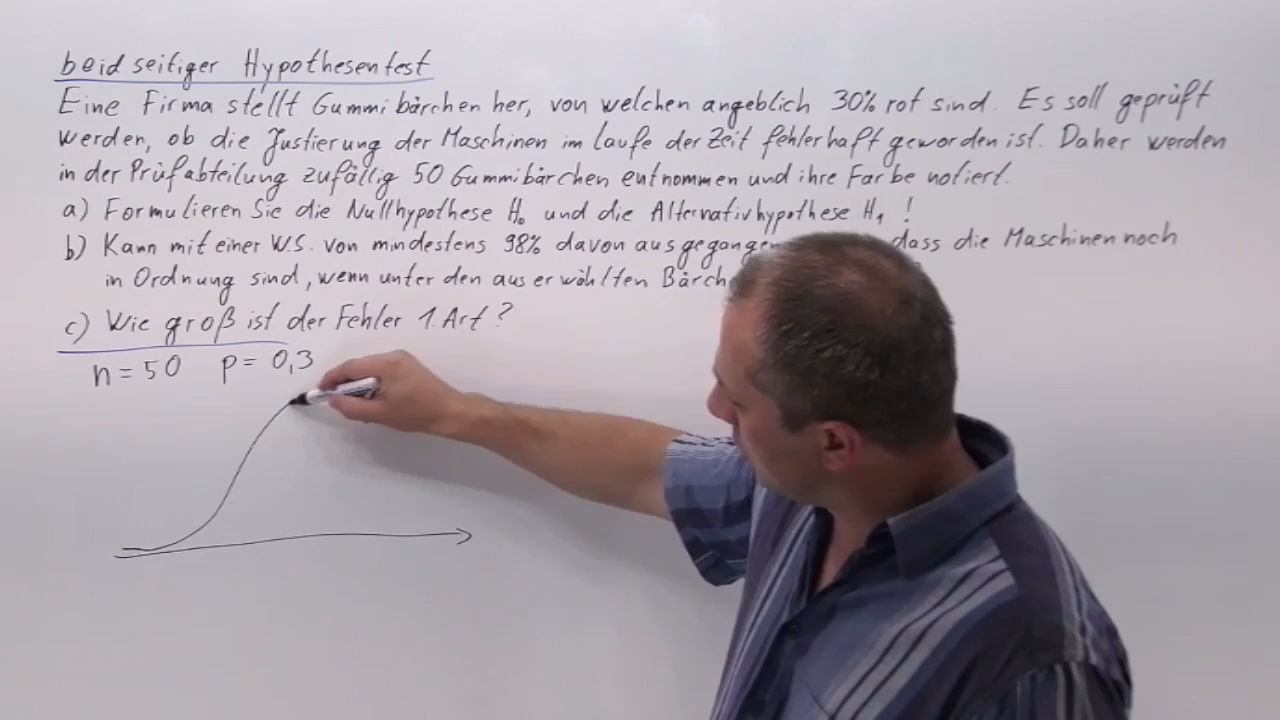 beidseitiger Hypothesentest
Eine Firma stellt Gummibärchen her, von welchen angeblich 30% rot sind. Es soll geprüft
werden, ob die Justierung der Maschinen im Laufe der Zeit fehlerhaft geworden ist. Daher werden
in der Prüfabteilung zufällig 50 Gummibärchen entnommen und ihre Farbe notiert.
a) Formulieren Sie die Nullhypothese H₀ und die Alternativhypothese H₁ !
b) Kann mit einer W.S. von mindestens 98% davon ausgegangen dass die Maschinen noch
in Ordnung sind, wenn unter den auserwählten Bärch
c) Wie groß ist der Fehler 1. Art ?
n = 50 p = 0,3